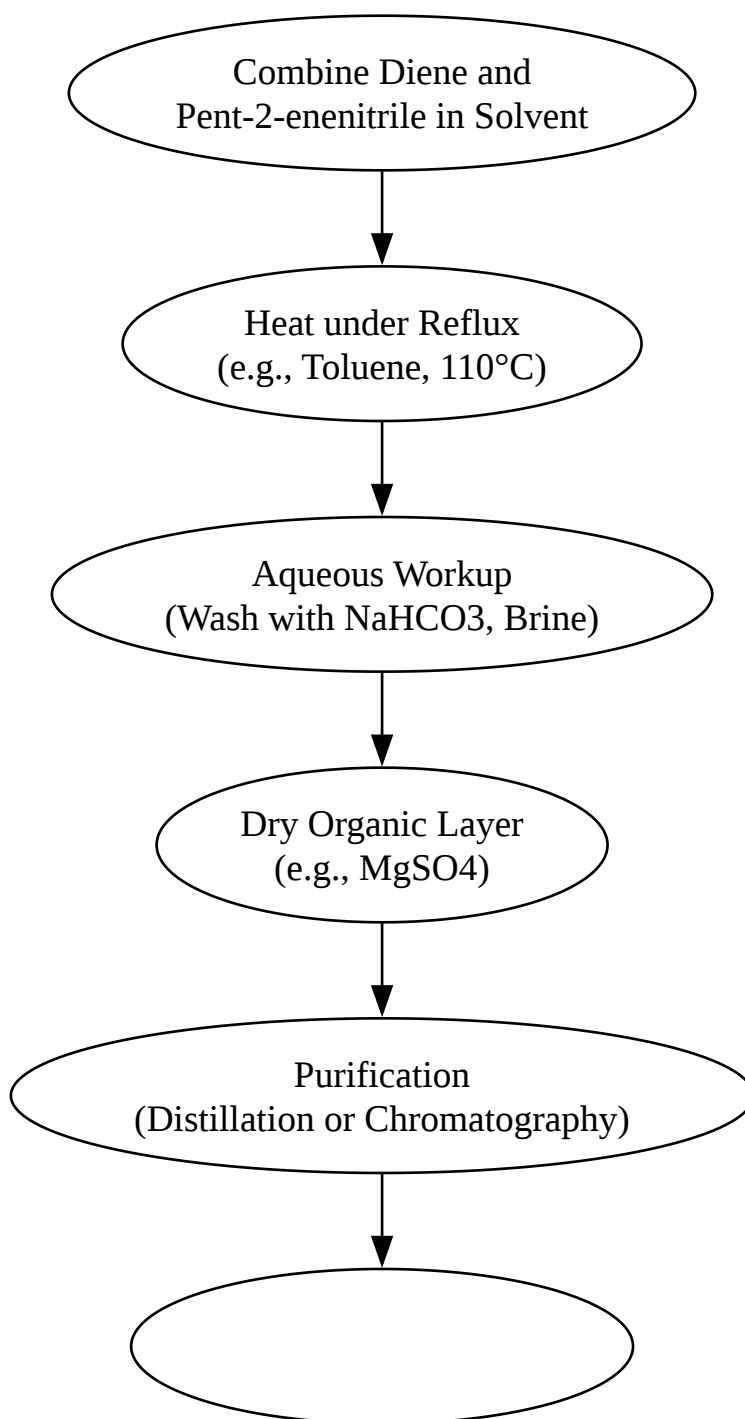 Combine Diene and
Pent-2-enenitrile in Solvent
Heat under Reflux
(e.g., Toluene, 110°C)
Aqueous Workup
(Wash with NaHCO3, Brine)
Dry Organic Layer
(e.g., MgSO4)
Purification
(Distillation or Chromatography)